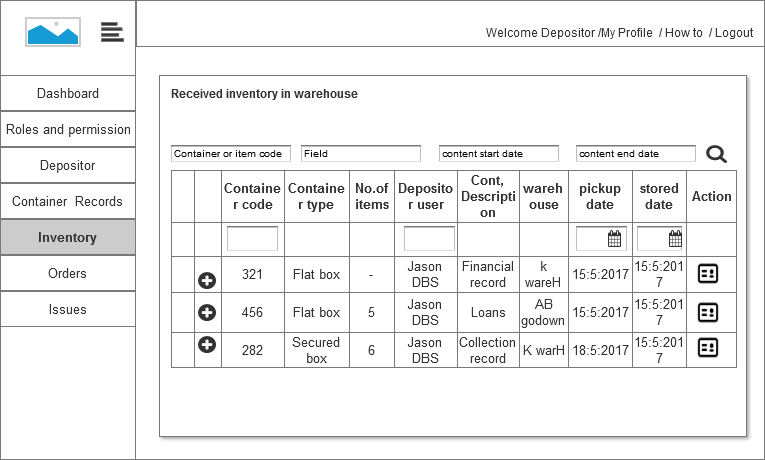 Welcome Depositor /My Profile / How to / Logout
Dashboard
Roles and permission
Depositor
Container Records
Inventory
Orders
Issues
Received inventory in warehouse
Container or item code Field content start date content end date
Containe
r code
Containe
r type
No.of
items
Deposito
r user
Cont,
Descripti
on
wareh
ouse
pickup
date
stored
date
Action
321
Flat box
-
Jason
DBS
Financial
record
k
wareH
15:5:2017
15:5:201
7
456
Flat box
5
Jason
DBS
Loans
AB
godown
15:5:2017
15:5:201
7
282
Secured
box
6
Jason
DBS
Collection
record
K warH
18:5:2017
15:5:201
7